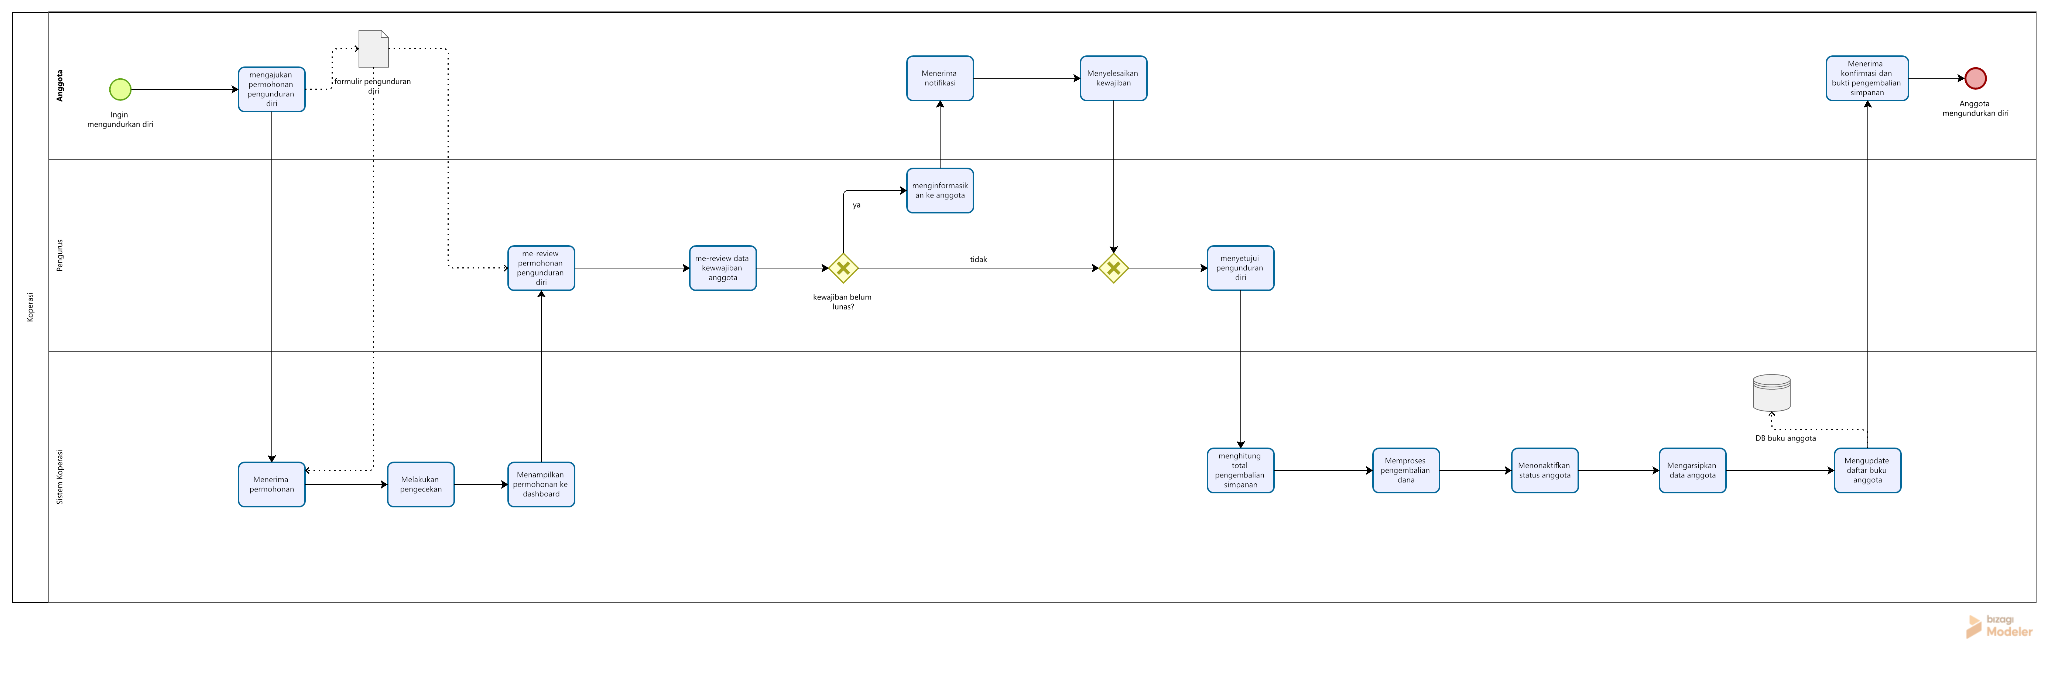 Koperasi
Anggota
Ingin
mengundurkan diri
mengajukan
permohonan
pengunduran
diri
formulir pengunduran
diri
Menerima
notifikasi
Menyelesaikan
kewajiban
Menerima
konfirmasi dan
bukti pengembalian
simpanan
Anggota
mengundurkan diri
Pengurus
me-review
permohonan
pengunduran
diri
me-review data
kewwajiban
anggota
kewajiban belum
lunas?
ya
menginformasik
an ke anggota
tidak
menyetujui
pengunduran
diri
Sistem Koperasi
Menerima
permohonan
Melakukan
pengecekan
Menampilkan
permohonan ke
dashboard
menghitung
total
pengembalian
simpanan
Memproses
pengembalian
dana
Menonaktifkan
status anggota
Mengarsipkan
data anggota
DB buku anggota
Mengupdate
daftar buku
anggota
bizagi
Modeler